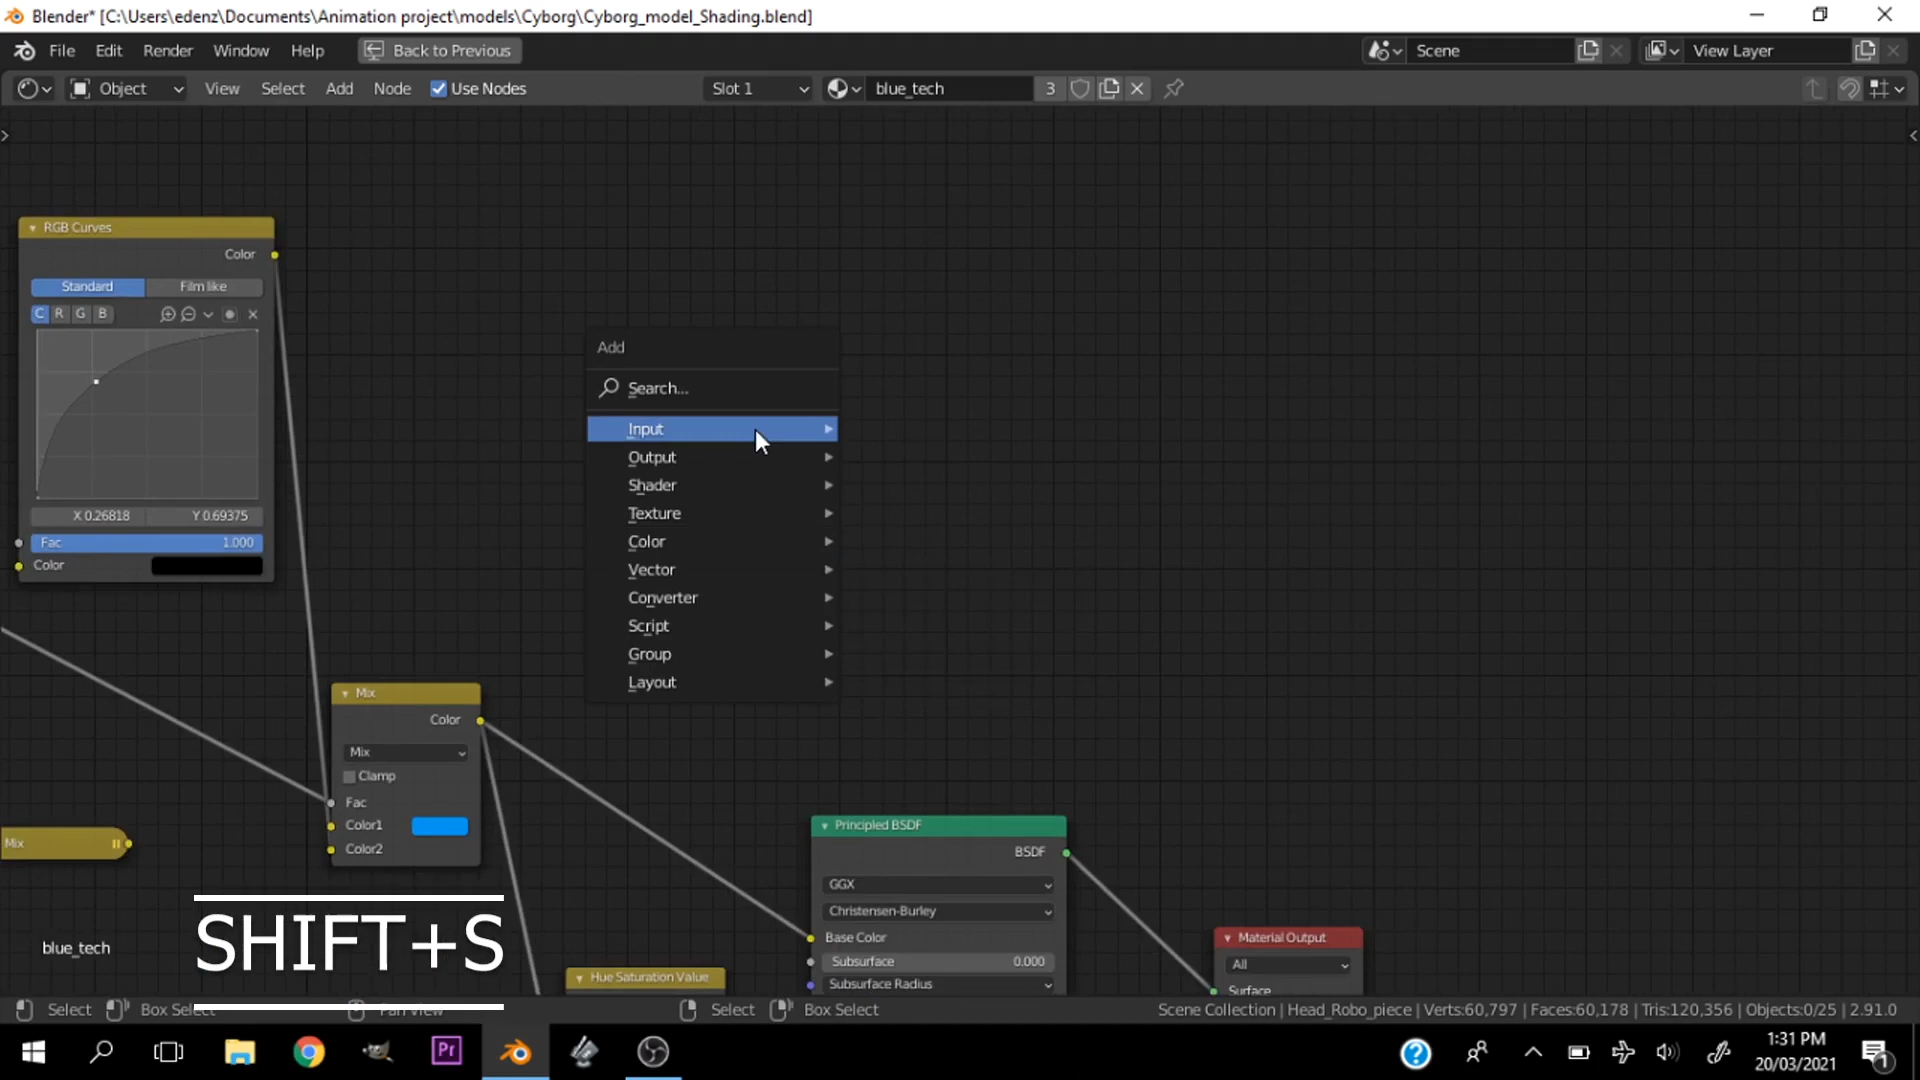 Blender* [C:\Users\edenz\Documents\Animation project\models\Cyborg\Cyborg_model_Shading.blend]
File Edit Render Window Help Back to Previous Scene View Layer
Object View Select Add Node Use Nodes Slot 1 blue_tech 3
RGB Curves
Color
Standard Film like
C R G B
X 0.26818 Y 0.69375
Fac 1.000
Color
Add
Search...
Input
Output
Shader
Texture
Color
Vector
Converter
Script
Group
Layout
Mix
Color
Mix
Clamp
Fac
Color1
Color2
Mix
Principled BSDF
BSDF
GGX
Christensen-Burley
Base Color
Subsurface 0.000
Subsurface Radius
Material Output
All
Surface
Hue Saturation Value
SHIFT+S
blue_tech
Select Box Select Pan View Select Box Select Scene Collection | Head_Robo_piece | Verts:60,797 | Faces:60,178 | Tris:120,356 | Objects:0/25 | 2.91.0
Pr
1:31 PM
20/03/2021
1